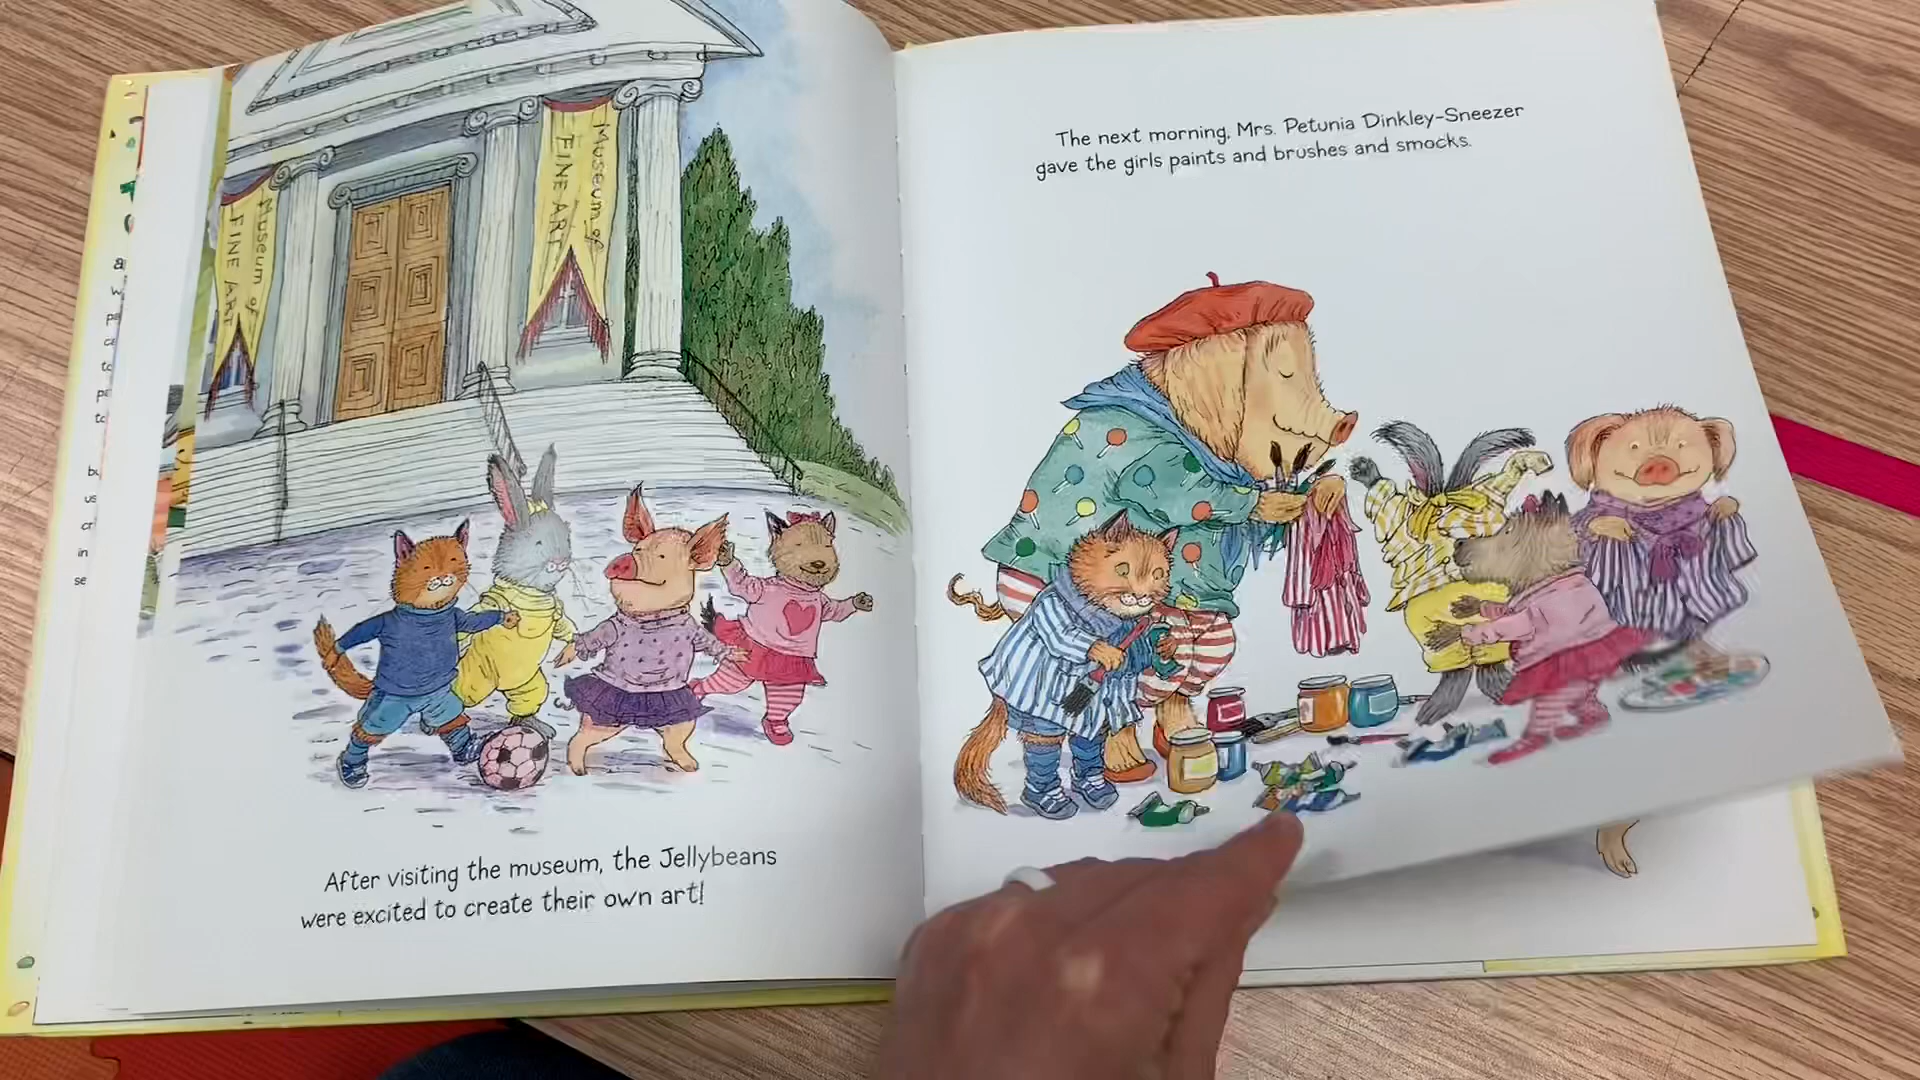 Museum of
FINE ART
Museum of
FINE ART
After visiting the museum, the Jellybeans
were excited to create their own art!
The next morning, Mrs. Petunia Dinkley-Sneezer
gave the girls paints and brushes and smocks.